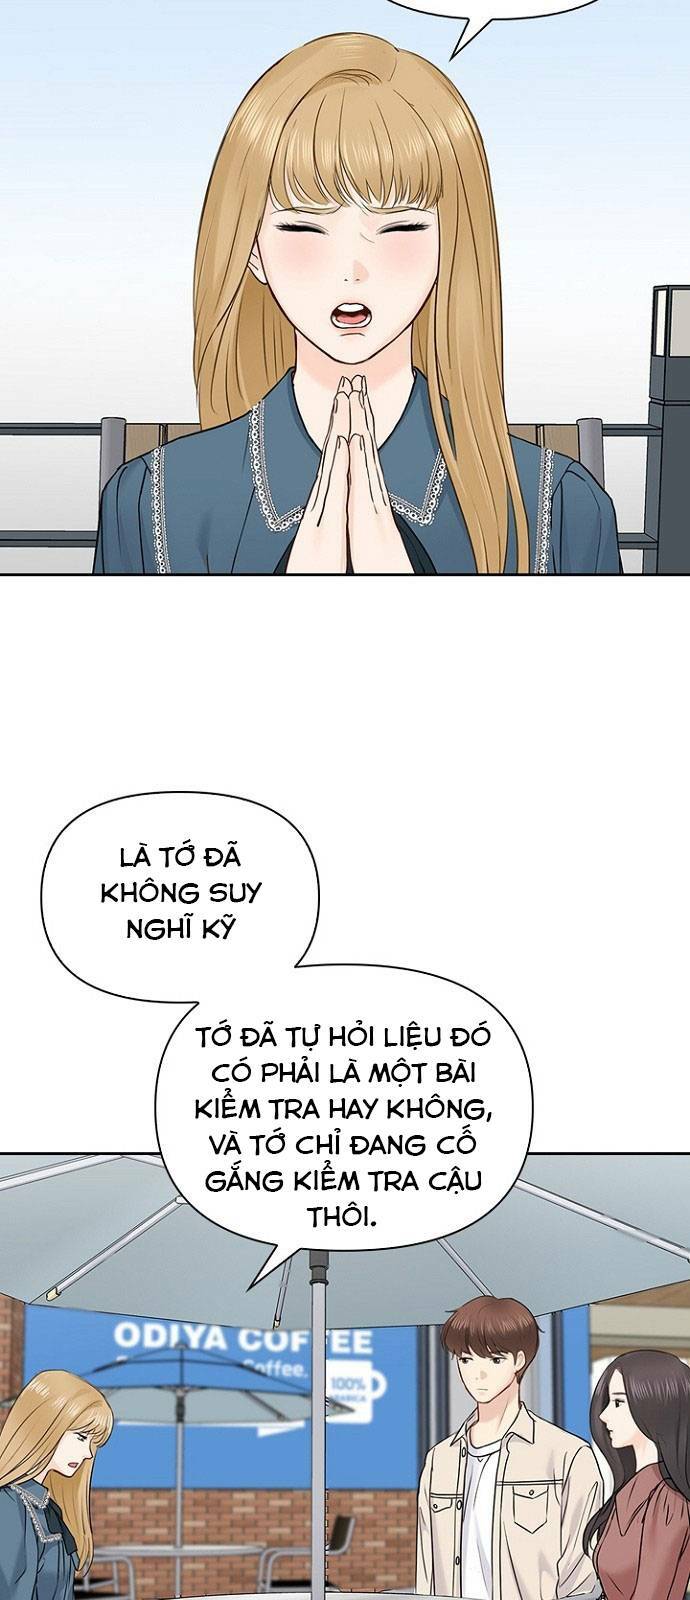 LÀ TỚ ĐÃ
KHÔNG SUY
NGHĨ KỸ
TỚ ĐÃ TỰ HỎI LIỆU ĐÓ
CÓ PHẢI LÀ MỘT BÀI
KIỂM TRA HAY KHÔNG,
VÀ TỚ CHỈ ĐANG CỐ
GẮNG KIỂM TRA CẬU
THÔI.
ODIYA COFFEE
Coffee.
100%
ARABICA